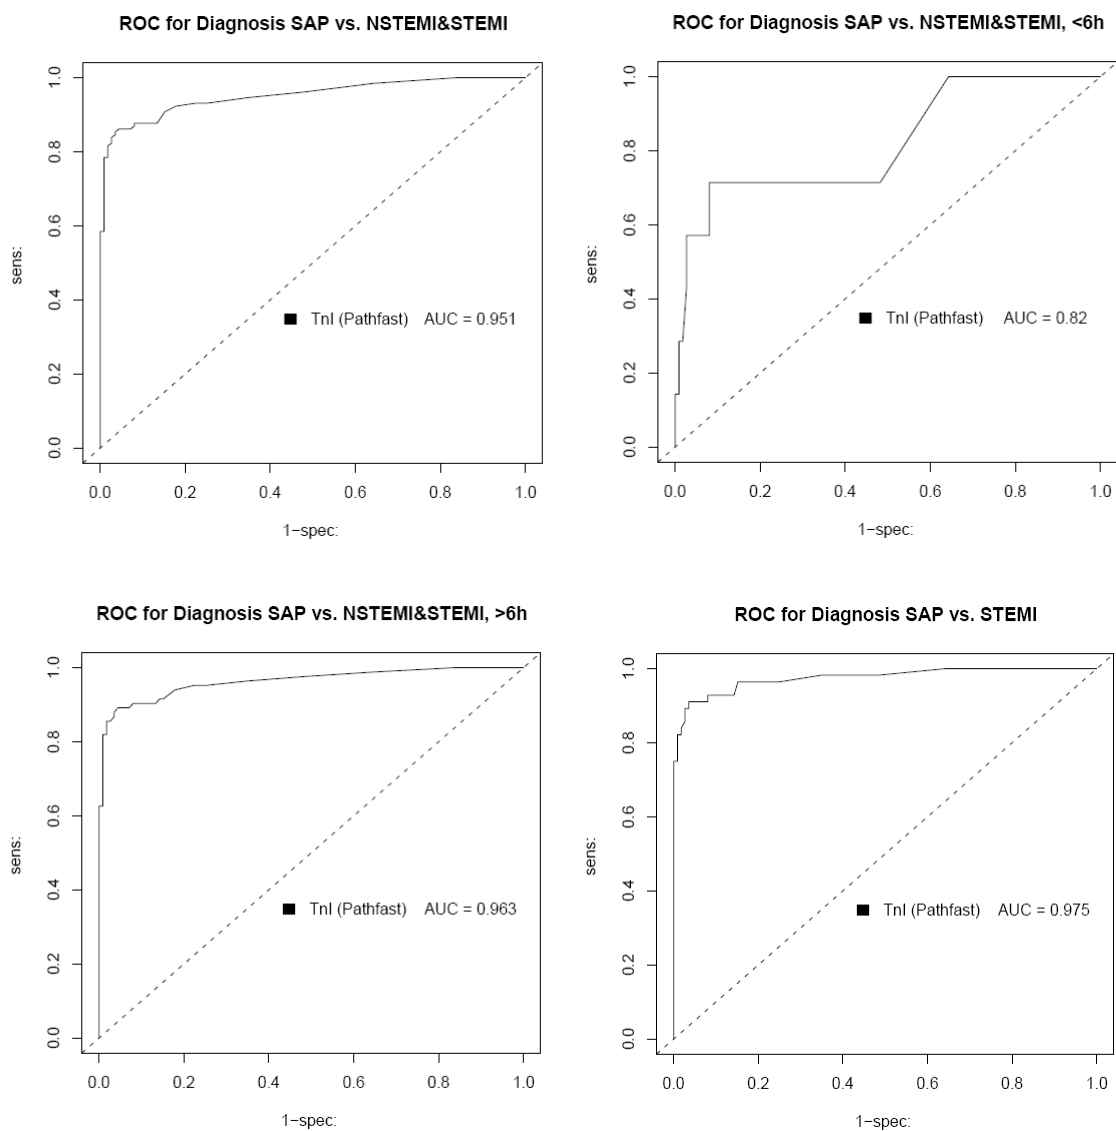 ROC for Diagnosis SAP vs. NSTEMI&STEMI
sens:
1.0
0.8
0.6
0.4
0.2
0.0
TnI (Pathfast) AUC = 0.951
0.0 0.2 0.4 0.6 0.8 1.0
1−spec:
ROC for Diagnosis SAP vs. NSTEMI&STEMI, <6h
sens:
1.0
0.8
0.6
0.4
0.2
0.0
TnI (Pathfast) AUC = 0.82
0.0 0.2 0.4 0.6 0.8 1.0
1−spec:
ROC for Diagnosis SAP vs. NSTEMI&STEMI, >6h
sens:
1.0
0.8
0.6
0.4
0.2
0.0
TnI (Pathfast) AUC = 0.963
0.0 0.2 0.4 0.6 0.8 1.0
1−spec:
ROC for Diagnosis SAP vs. STEMI
sens:
1.0
0.8
0.6
0.4
0.2
0.0
TnI (Pathfast) AUC = 0.975
0.0 0.2 0.4 0.6 0.8 1.0
1−spec: